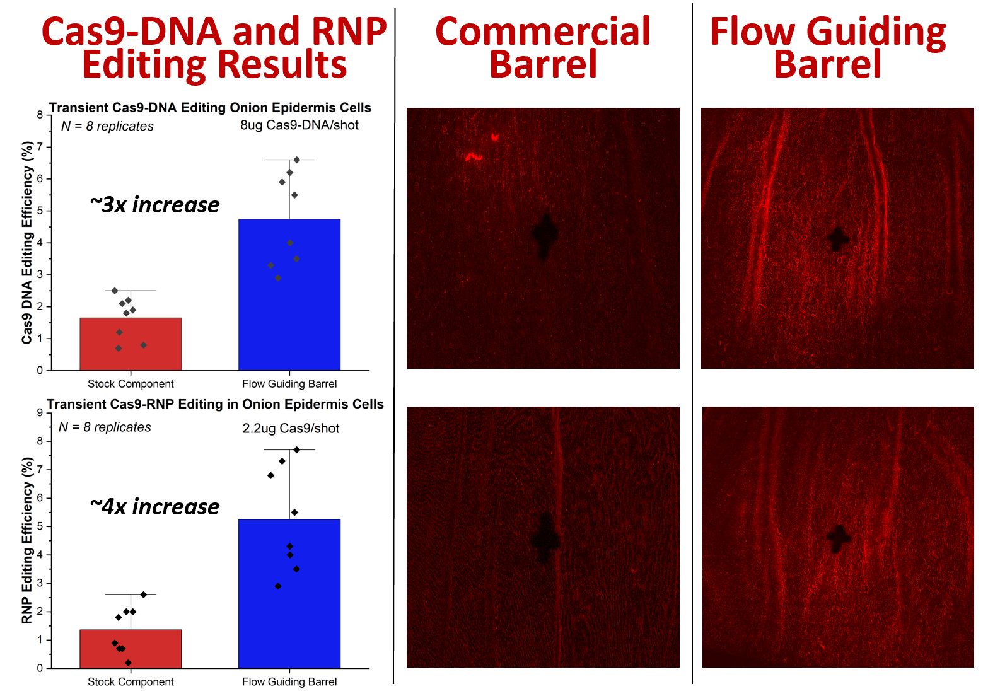 Cas9-DNA and RNP
Editing Results
Transient Cas9-DNA Editing Onion Epidermis Cells
N = 8 replicates
8ug Cas9-DNA/shot
~3x increase
Cas9 DNA Editing Efficiency (%)
8
7
6
5
4
3
2
1
0
Stock Component
Flow Guiding Barrel
Transient Cas9-RNP Editing in Onion Epidermis Cells
N = 8 replicates
2.2ug Cas9/shot
~4x increase
RNP Editing Efficiency (%)
9
8
7
6
5
4
3
2
1
0
Stock Component
Flow Guiding Barrel
Commercial
Barrel
Flow Guiding
Barrel